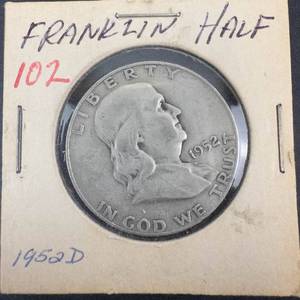 FRANKLIN HALF
102
LIBERTY
1952
IN GOD WE TRUST
1952D